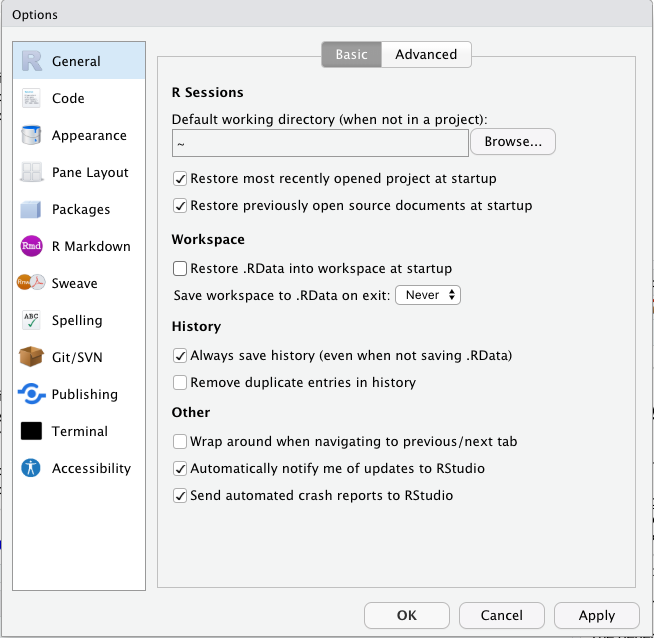 Options
General
Code
Appearance
Pane Layout
Packages
Rmd R Markdown
Rnw Sweave
ABC Spelling
Git/SVN
Publishing
Terminal
Accessibility
Basic Advanced
R Sessions
Default working directory (when not in a project):
~ Browse...
Restore most recently opened project at startup
Restore previously open source documents at startup
Workspace
Restore .RData into workspace at startup
Save workspace to .RData on exit: Never
History
Always save history (even when not saving .RData)
Remove duplicate entries in history
Other
Wrap around when navigating to previous/next tab
Automatically notify me of updates to RStudio
Send automated crash reports to RStudio
OK Cancel Apply